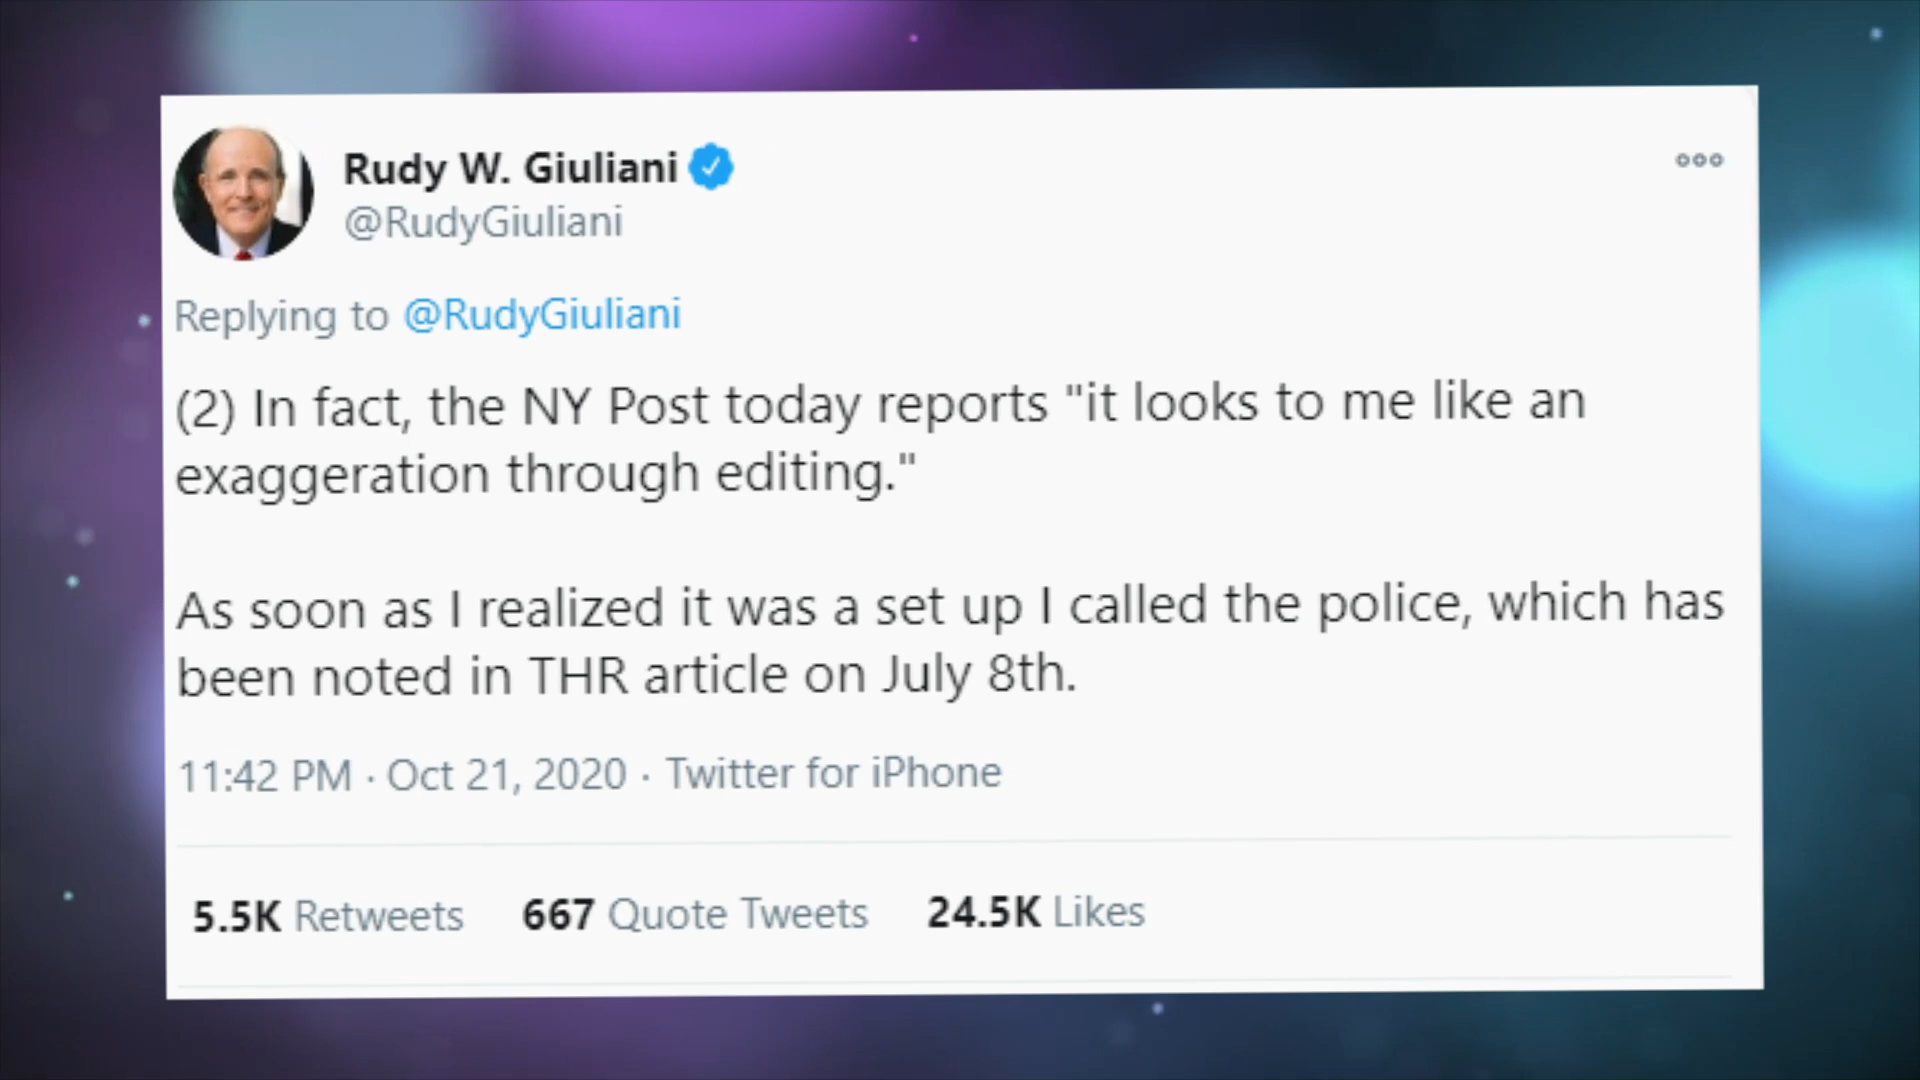 Rudy W. Giuliani
@RudyGiuliani
Replying to @RudyGiuliani
(2) In fact, the NY Post today reports "it looks to me like an
exaggeration through editing."
As soon as I realized it was a set up I called the police, which has
been noted in THR article on July 8th.
11:42 PM · Oct 21, 2020 · Twitter for iPhone
5.5K Retweets 667 Quote Tweets 24.5K Likes